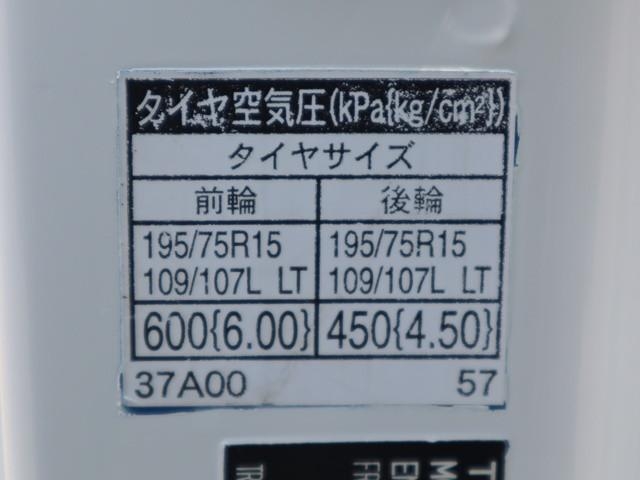 タイヤ空気圧(kPa{kg/cm²})
タイヤサイズ
前輪 後輪
195/75R15 195/75R15
109/107L LT 109/107L LT
600{6.00} 450{4.50}
37A00 57